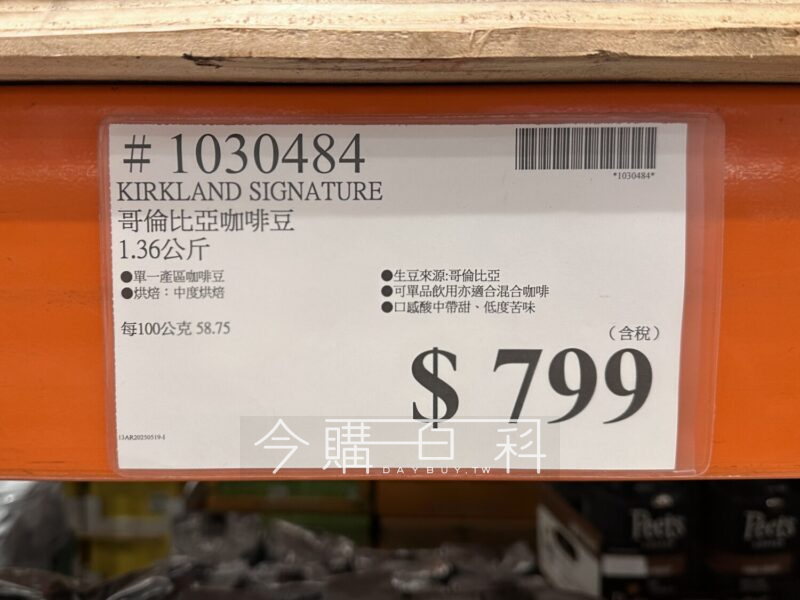 # 1030484
*1030484*
KIRKLAND SIGNATURE
哥倫比亞咖啡豆
1.36公斤
●單一產區咖啡豆
●烘焙：中度烘焙
●生豆來源:哥倫比亞
●可單品飲用亦適合混合咖啡
●口感酸中帶甜、低度苦味
每100公克 58.75
（含稅）
$ 799
13AR20250519-1
今購百科
DAYBUY.TW
Peet's
Peet's